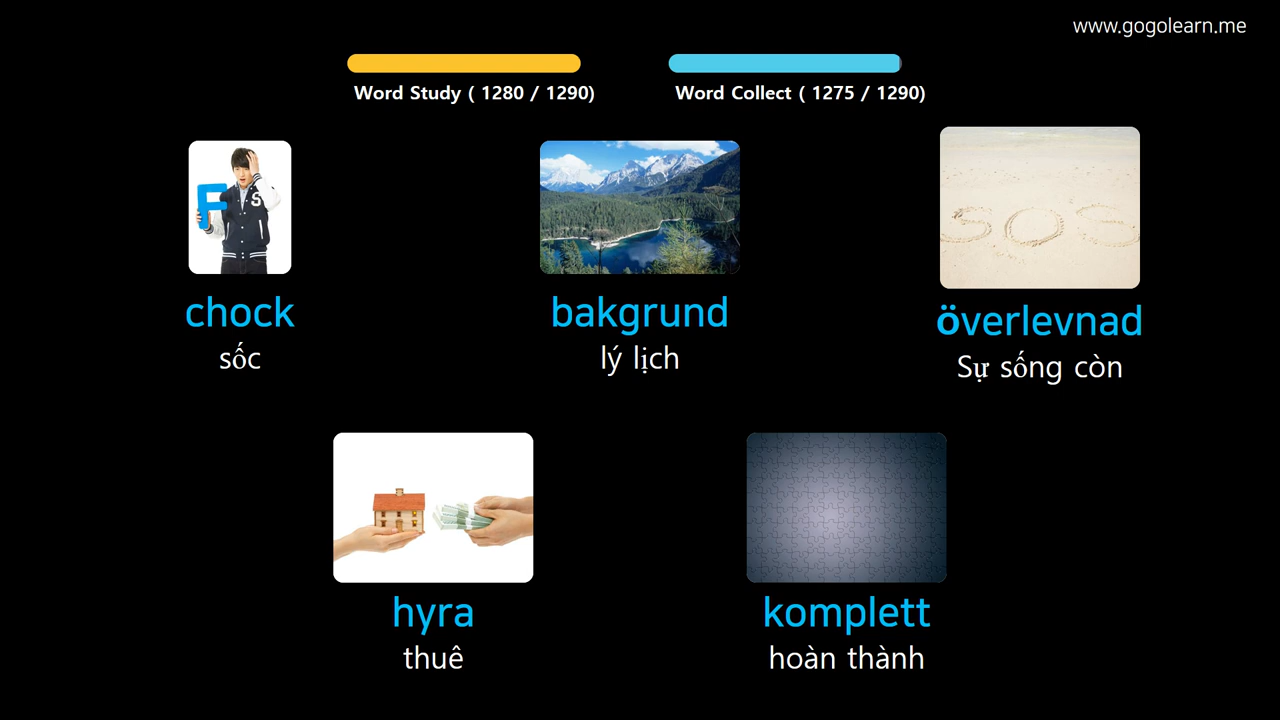 www.gogolearn.me
Word Study ( 1280 / 1290)
Word Collect ( 1275 / 1290)
F
S
SOS
chock
sốc
bakgrund
lý lịch
överlevnad
Sự sống còn
hyra
thuê
komplett
hoàn thành